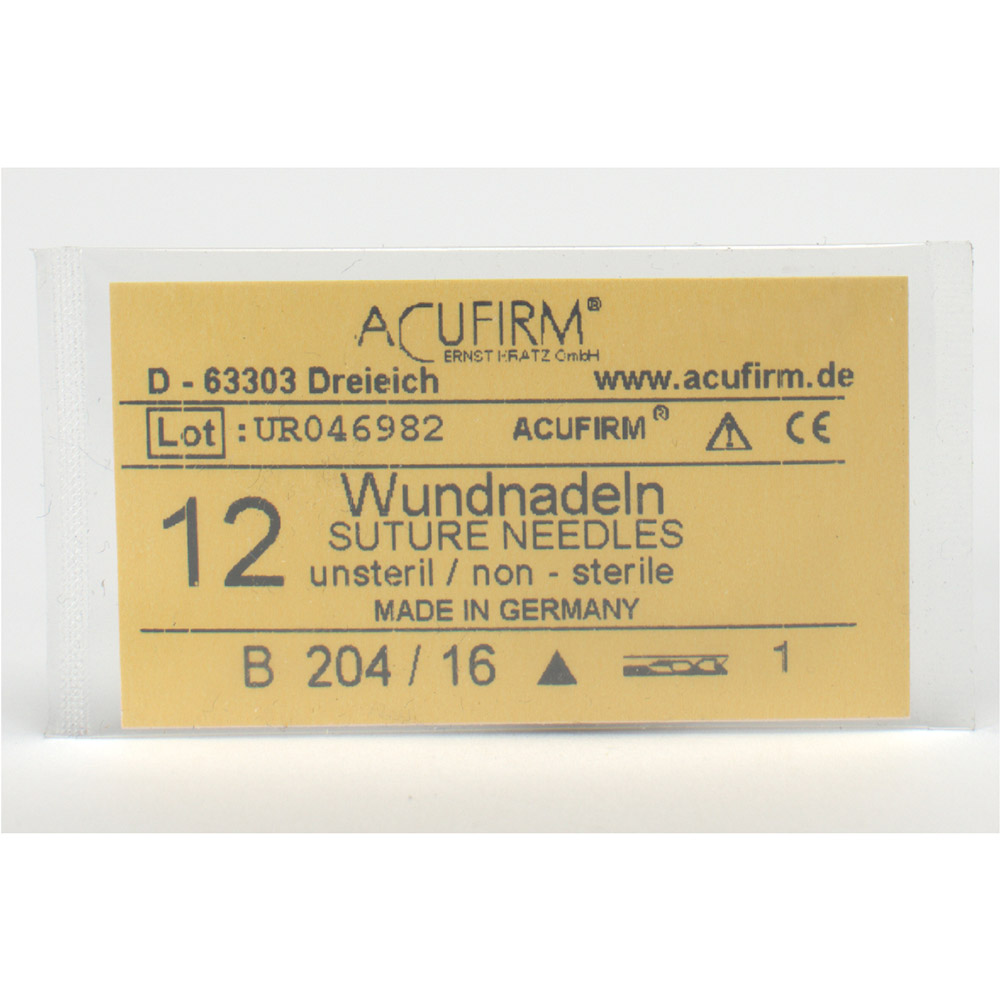 ACUFIRM®
ERNST KRATZ GmbH
D - 63303 Dreieich www.acufirm.de
Lot :UR046982 ACUFIRM® CE
12 Wundnadeln
SUTURE NEEDLES
unsteril / non - sterile
MADE IN GERMANY
B 204 / 16 1